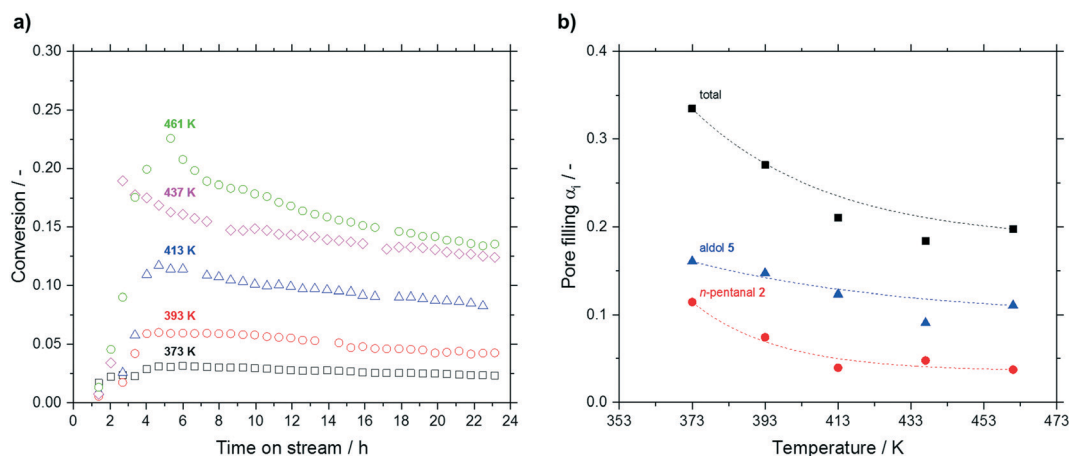 a)
Conversion / -
0.30
0.25
0.20
0.15
0.10
0.05
0.00
461 K
437 K
413 K
393 K
373 K
0 2 4 6 8 10 12 14 16 18 20 22 24
Time on stream / h
b)
Pore filling αi / -
0.4
0.3
0.2
0.1
0.0
total
aldol 5
n-pentanal 2
353 373 393 413 433 453 473
Temperature / K